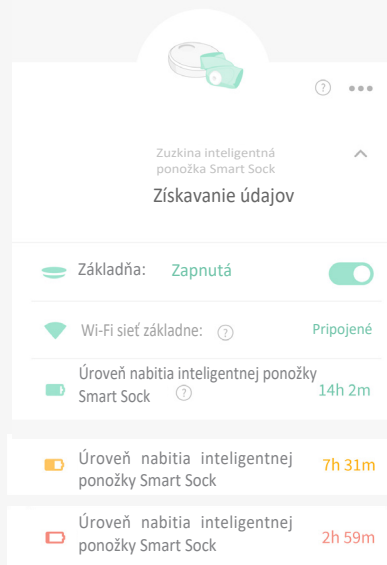 Zuzkina inteligentná
ponožka Smart Sock
Získavanie údajov
Základňa: Zapnutá
Wi-Fi sieť základne: ? Pripojené
Úroveň nabitia inteligentnej ponožky
Smart Sock ? 14h 2m
Úroveň nabitia inteligentnej
ponožky Smart Sock 7h 31m
Úroveň nabitia inteligentnej
ponožky Smart Sock 2h 59m